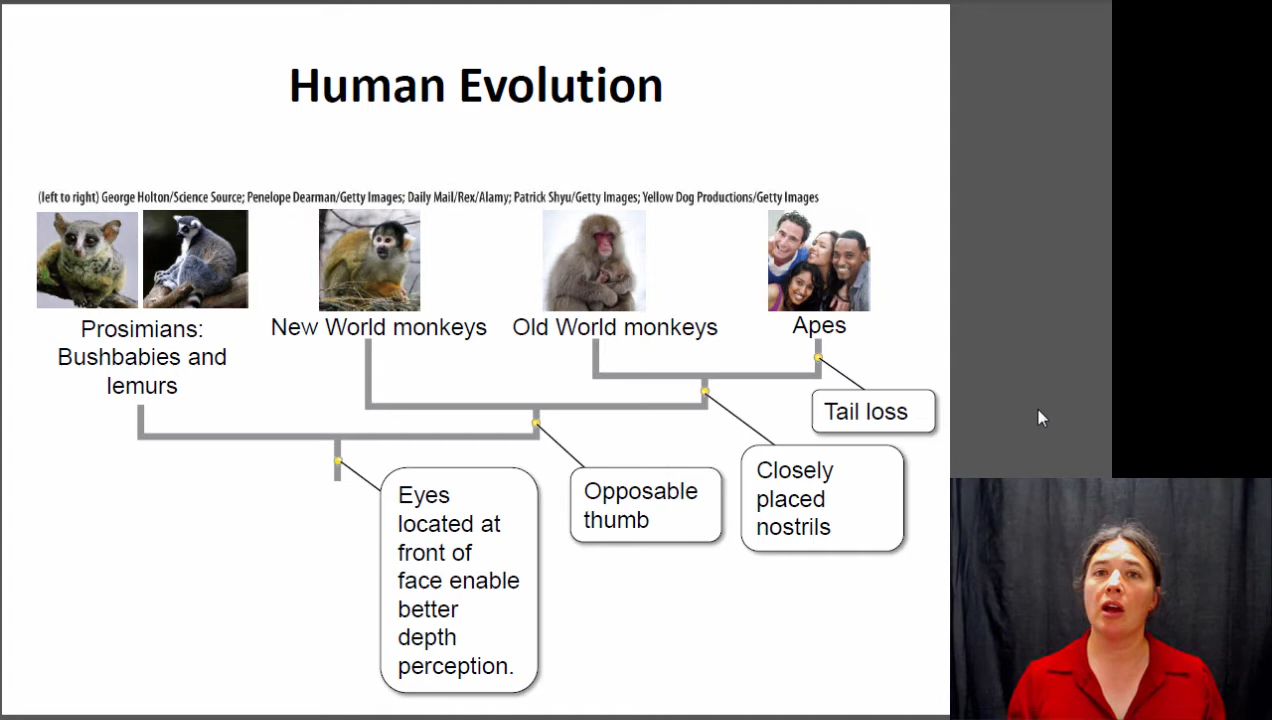 Human Evolution
(left to right) George Holton/Science Source; Penelope Dearman/Getty Images; Daily Mail/Rex/Alamy; Patrick Shyu/Getty Images; Yellow Dog Productions/Getty Images
Prosimians:
Bushbabies and
lemurs
New World monkeys
Old World monkeys
Apes
Tail loss
Closely
placed
nostrils
Opposable
thumb
Eyes
located at
front of
face enable
better
depth
perception.